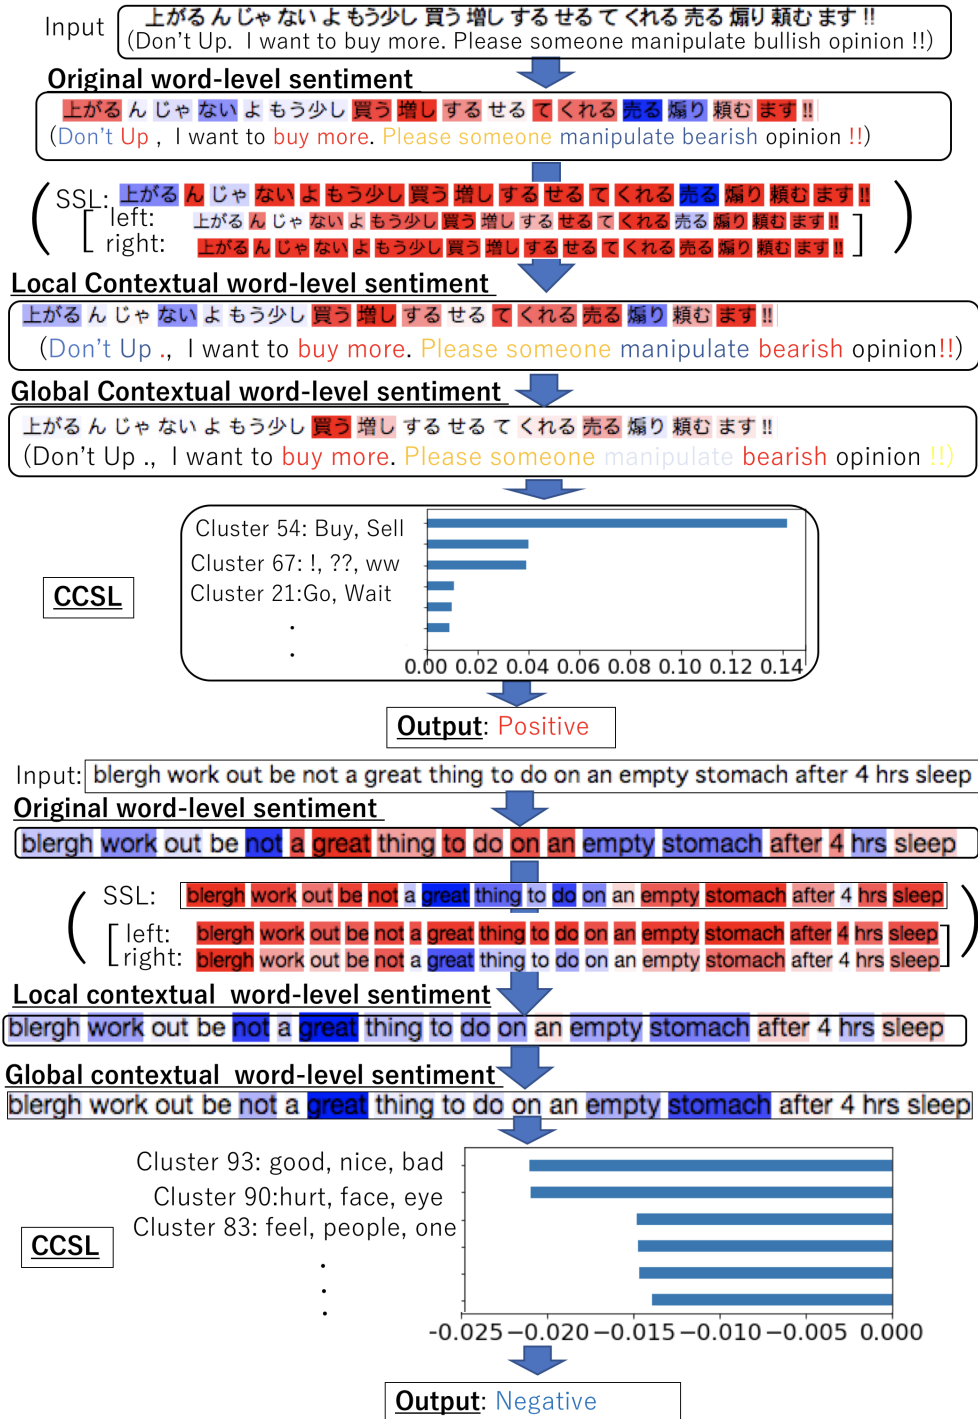 Input
上がる ん じゃ ない よ もう少し 買う 増し する せる て くれる 売る 煽り 頼む ます !!
(Don't Up. I want to buy more. Please someone manipulate bullish opinion !!)
Original word-level sentiment
上がる ん じゃ ない よ もう少し 買う 増し する せる て くれる 売る 煽り 頼む ます !!
(Don't Up , I want to buy more. Please someone manipulate bearish opinion !!)
SSL: 上がる ん じゃ ない よ もう少し 買う 増し する せる て くれる 売る 煽り 頼む ます !!
left: 上がる ん じゃ ない よ もう少し 買う 増し する せる て くれる 売る 煽り 頼む ます !!
right: 上がる ん じゃ ない よ もう少し 買う 増し する せる て くれる 売る 煽り 頼む ます !!
Local Contextual word-level sentiment
上がる ん じゃ ない よ もう少し 買う 増し する せる て くれる 売る 煽り 頼む ます !!
(Don't Up ., I want to buy more. Please someone manipulate bearish opinion!!)
Global Contextual word-level sentiment
上がる ん じゃ ない よ もう少し 買う 増し する せる て くれる 売る 煽り 頼む ます !!
(Don't Up ., I want to buy more. Please someone manipulate bearish opinion !!)
CCSL
Cluster 54: Buy, Sell
Cluster 67: !, ??, ww
Cluster 21:Go, Wait
.
.
0.00 0.02 0.04 0.06 0.08 0.10 0.12 0.14
Output: Positive
Input: blergh work out be not a great thing to do on an empty stomach after 4 hrs sleep
Original word-level sentiment
blergh work out be not a great thing to do on an empty stomach after 4 hrs sleep
SSL: blergh work out be not a great thing to do on an empty stomach after 4 hrs sleep
left: blergh work out be not a great thing to do on an empty stomach after 4 hrs sleep
right: blergh work out be not a great thing to do on an empty stomach after 4 hrs sleep
Local contextual word-level sentiment
blergh work out be not a great thing to do on an empty stomach after 4 hrs sleep
Global contextual word-level sentiment
blergh work out be not a great thing to do on an empty stomach after 4 hrs sleep
CCSL
Cluster 93: good, nice, bad
Cluster 90:hurt, face, eye
Cluster 83: feel, people, one
.
.
.
-0.025 −0.020 −0.015 −0.010 −0.005 0.000
Output: Negative